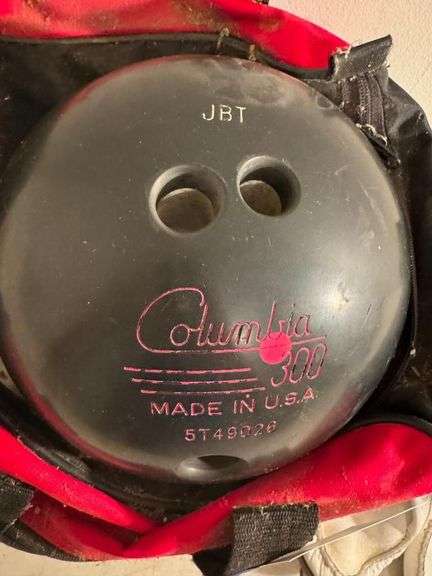 JBT
Columbia
300
MADE IN U.S.A.
5T49026